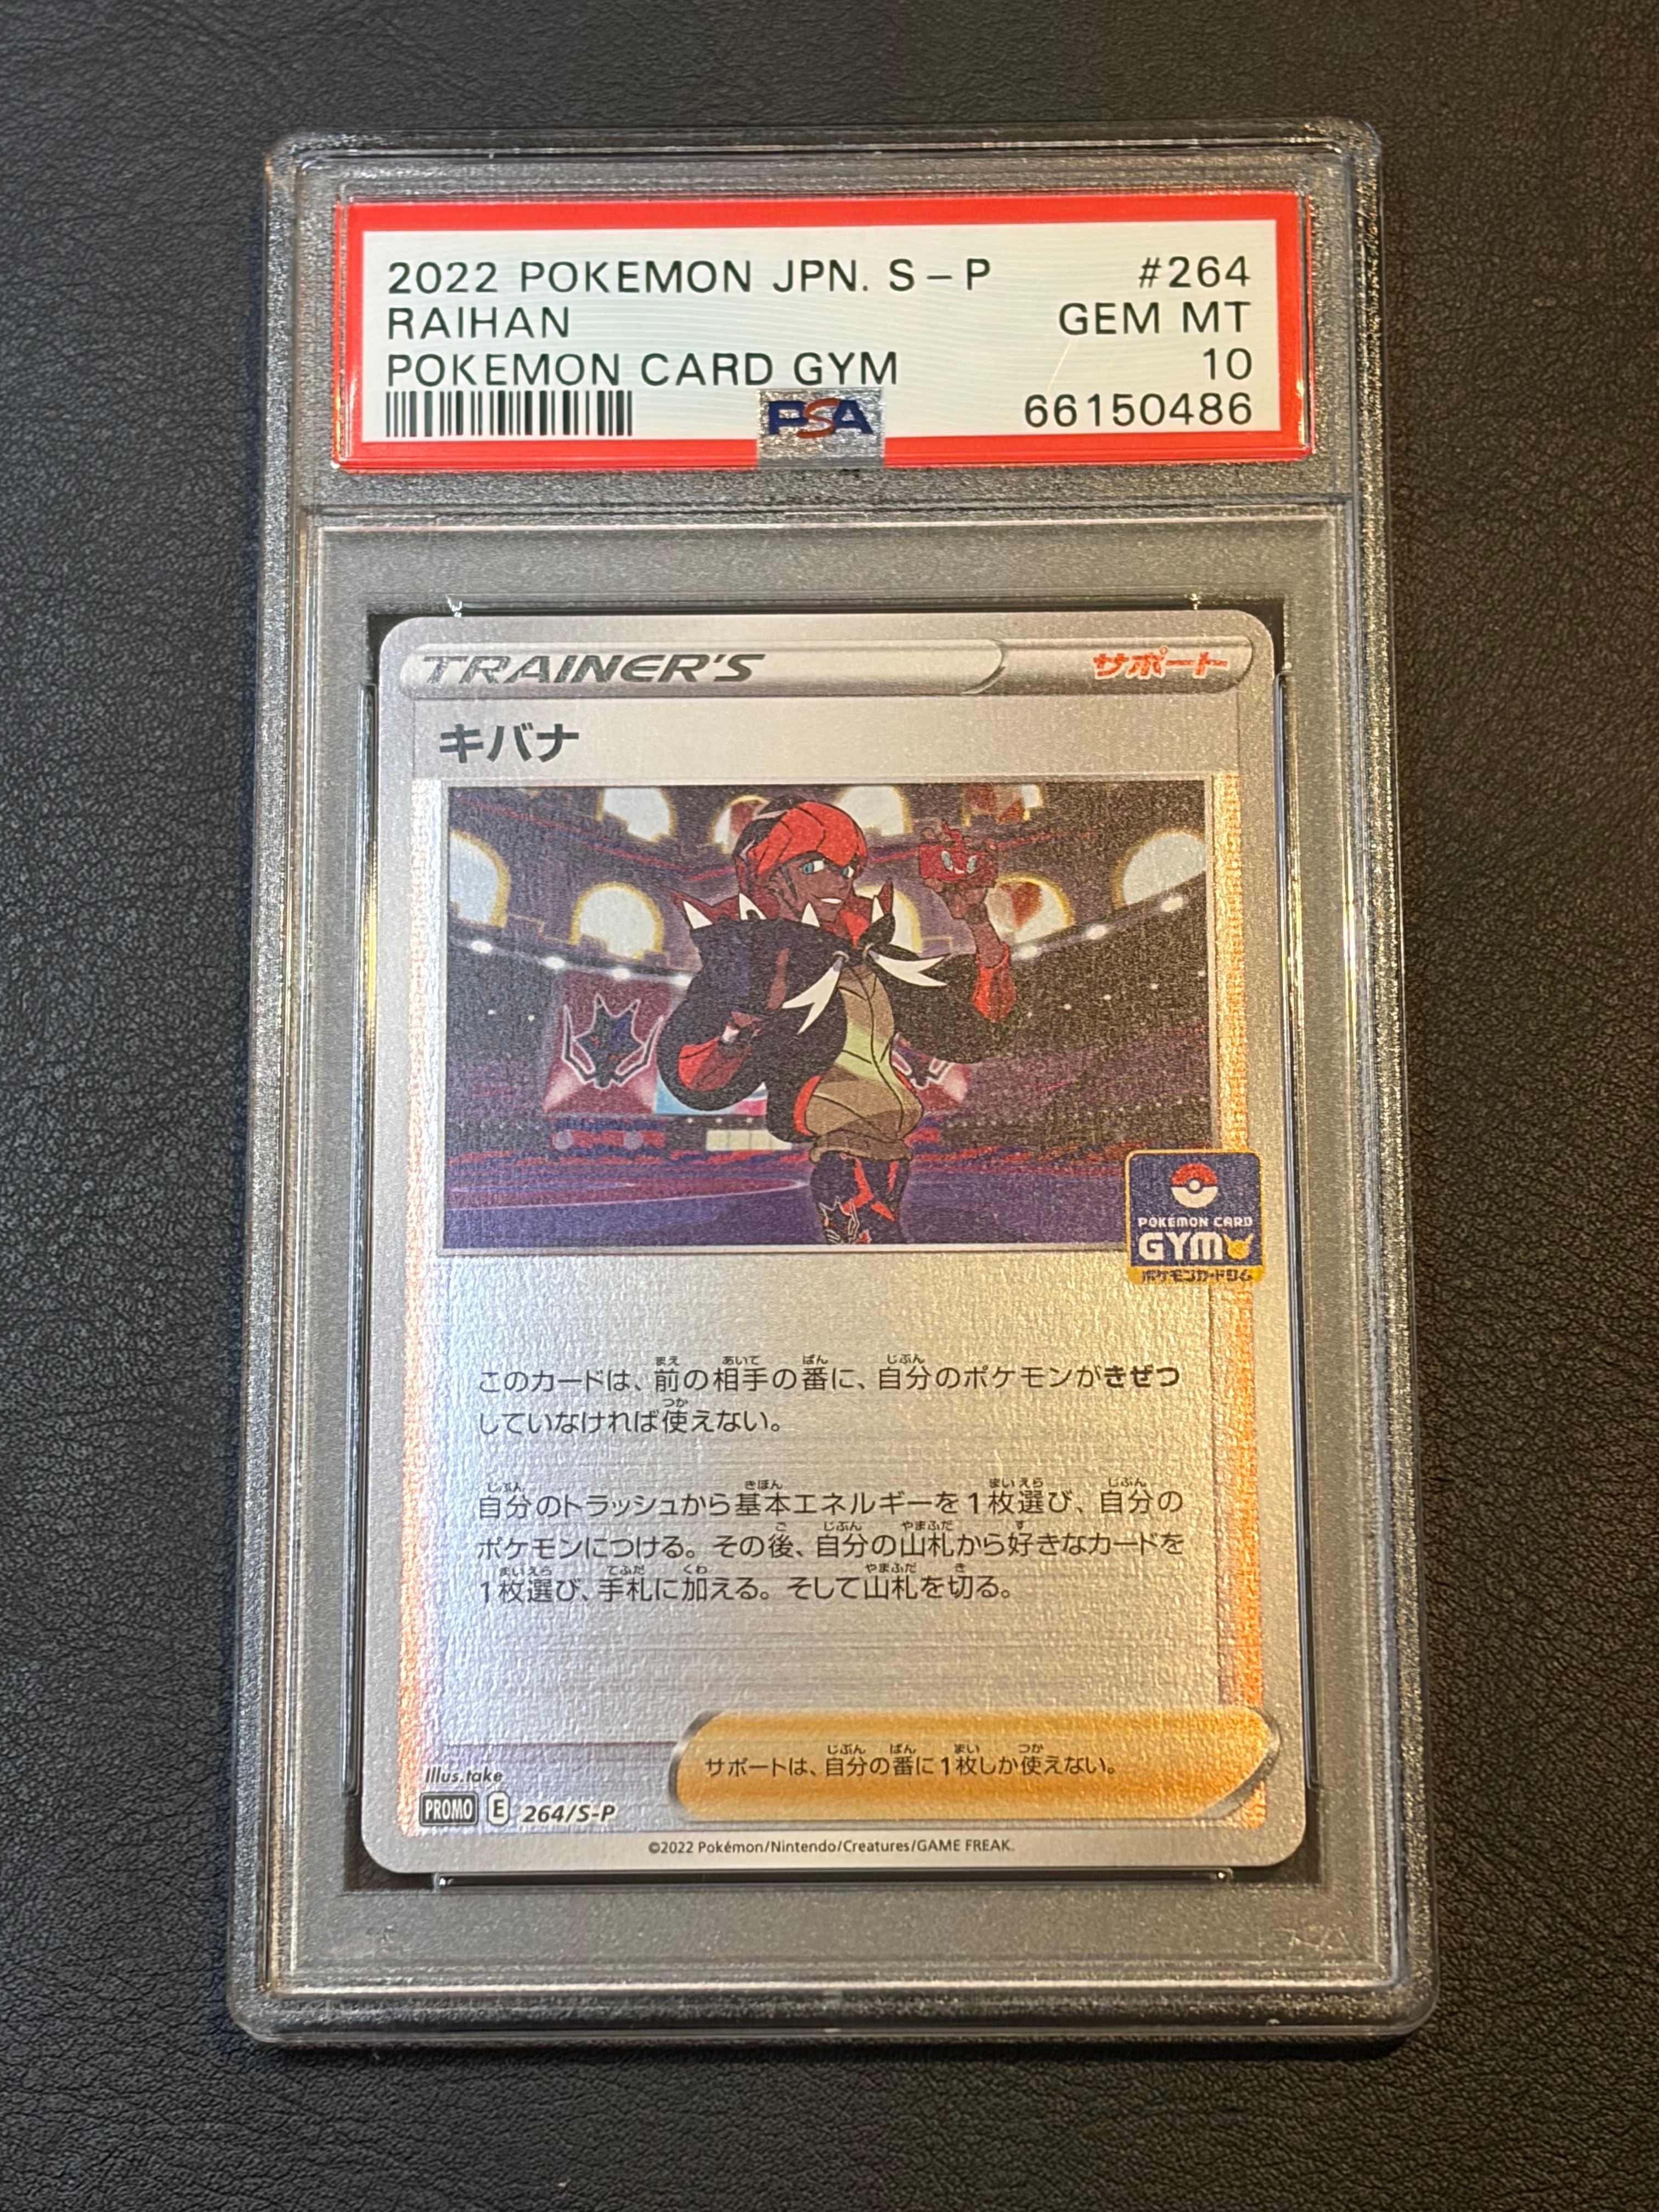 2022 POKEMON JPN. S-P #264
RAIHAN GEM MT
POKEMON CARD GYM 10
PSA 66150486
TRAINER'S サポート
キバナ
POKÉMON CARD
GYM
ポケモンカードジム
このカードは、前の相手の番に、自分のポケモンがきぜつ
していなければ使えない。
自分のトラッシュから基本エネルギーを1枚選び、自分の
ポケモンにつける。その後、自分の山札から好きなカードを
1枚選び、手札に加える。そして山札を切る。
サポートは、自分の番に1枚しか使えない。
Illus.take
PROMO E 264/S-P
©2022 Pokémon/Nintendo/Creatures/GAME FREAK.